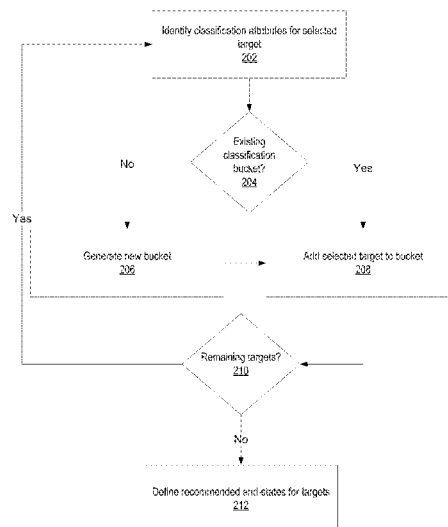 Identify classification attributes for selected
target
202
Existing
classification
bucket?
204
No
Yes
Yes
Generate new bucket
206
Add selected target to bucket
208
Remaining targets?
210
No
Define recommended end-states for targets
212